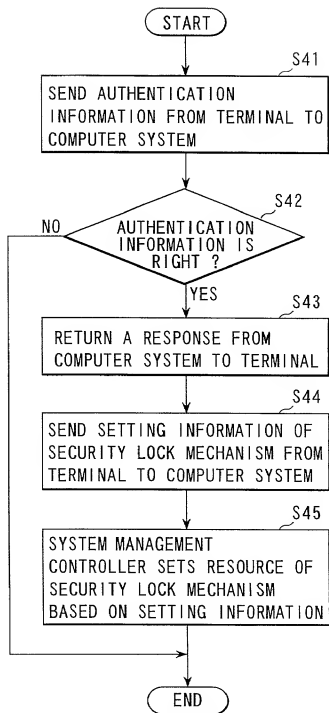 START
S41
SEND AUTHENTICATION
INFORMATION FROM TERMINAL TO
COMPUTER SYSTEM
S42
NO
AUTHENTICATION
INFORMATION IS
RIGHT ?
YES
S43
RETURN A RESPONSE FROM
COMPUTER SYSTEM TO TERMINAL
S44
SEND SETTING INFORMATION OF
SECURITY LOCK MECHANISM FROM
TERMINAL TO COMPUTER SYSTEM
S45
SYSTEM MANAGEMENT
CONTROLLER SETS RESOURCE OF
SECURITY LOCK MECHANISM
BASED ON SETTING INFORMATION
END